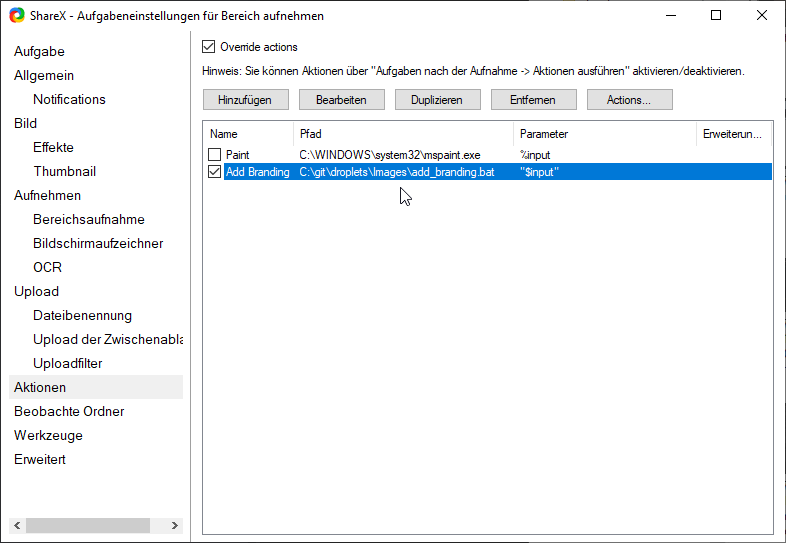 ShareX - Aufgabeneinstellungen für Bereich aufnehmen
Aufgabe
Allgemein
Notifications
Bild
Effekte
Thumbnail
Aufnehmen
Bereichsaufnahme
Bildschirmaufzeichner
OCR
Upload
Dateibenennung
Upload der Zwischenabla
Uploadfilter
Aktionen
Beobachte Ordner
Werkzeuge
Erweitert
Override actions
Hinweis: Sie können Aktionen über "Aufgaben nach der Aufnahme -> Aktionen ausführen" aktivieren/deaktivieren.
Hinzufügen Bearbeiten Duplizieren Entfernen Actions...
Name Pfad Parameter Erweiterun...
Paint C:\WINDOWS\system32\mspaint.exe %input
Add Branding C:\git\droplets\Images\add_branding.bat "$input"